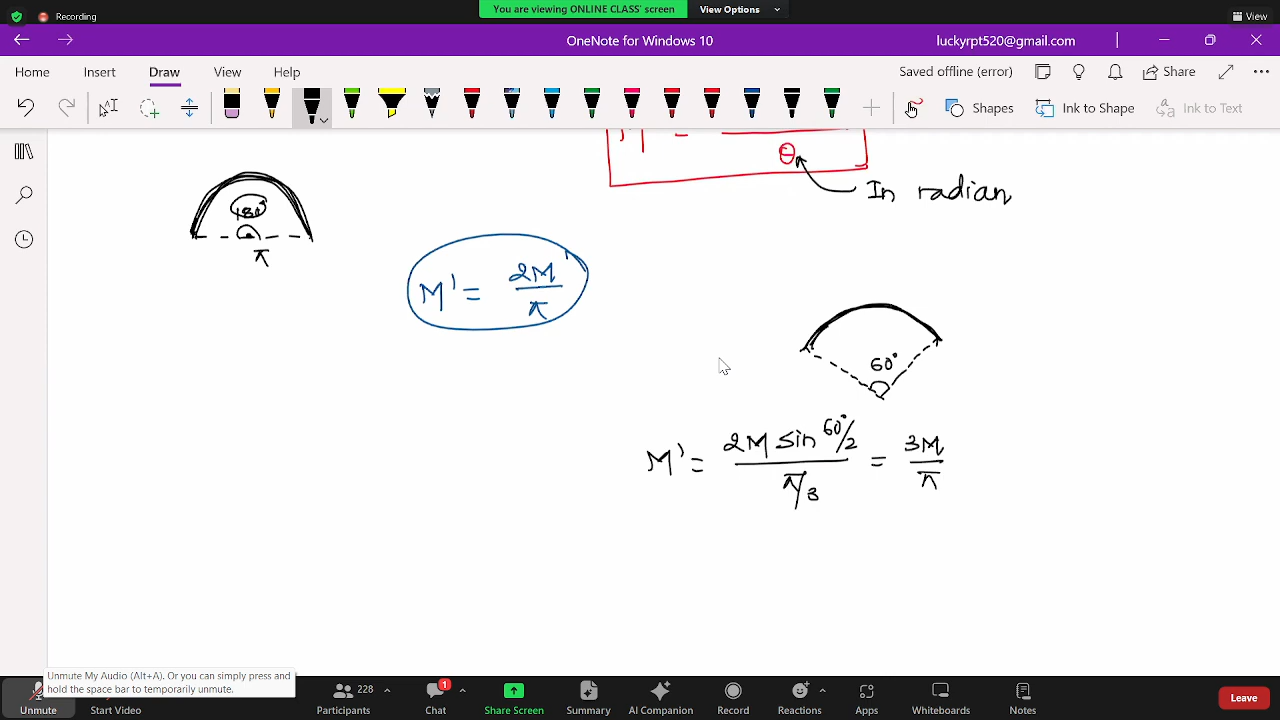 Recording
You are viewing ONLINE CLASS' screen
View Options
View
OneNote for Windows 10
luckyrpt520@gmail.com
Home
Insert
Draw
View
Help
Saved offline (error)
Share
Shapes
Ink to Shape
Ink to Text
M' =
θ
In radian
180°
π
M' = 2M / π
60°
M' = 2M sin 60°/2 / π/3 = 3M / π
Unmute My Audio (Alt+A). Or you can simply press and
hold the space bar to temporarily unmute.
Unmute
Start Video
228
Participants
1
Chat
Share Screen
Summary
AI Companion
Record
Reactions
Apps
Whiteboards
Notes
Leave